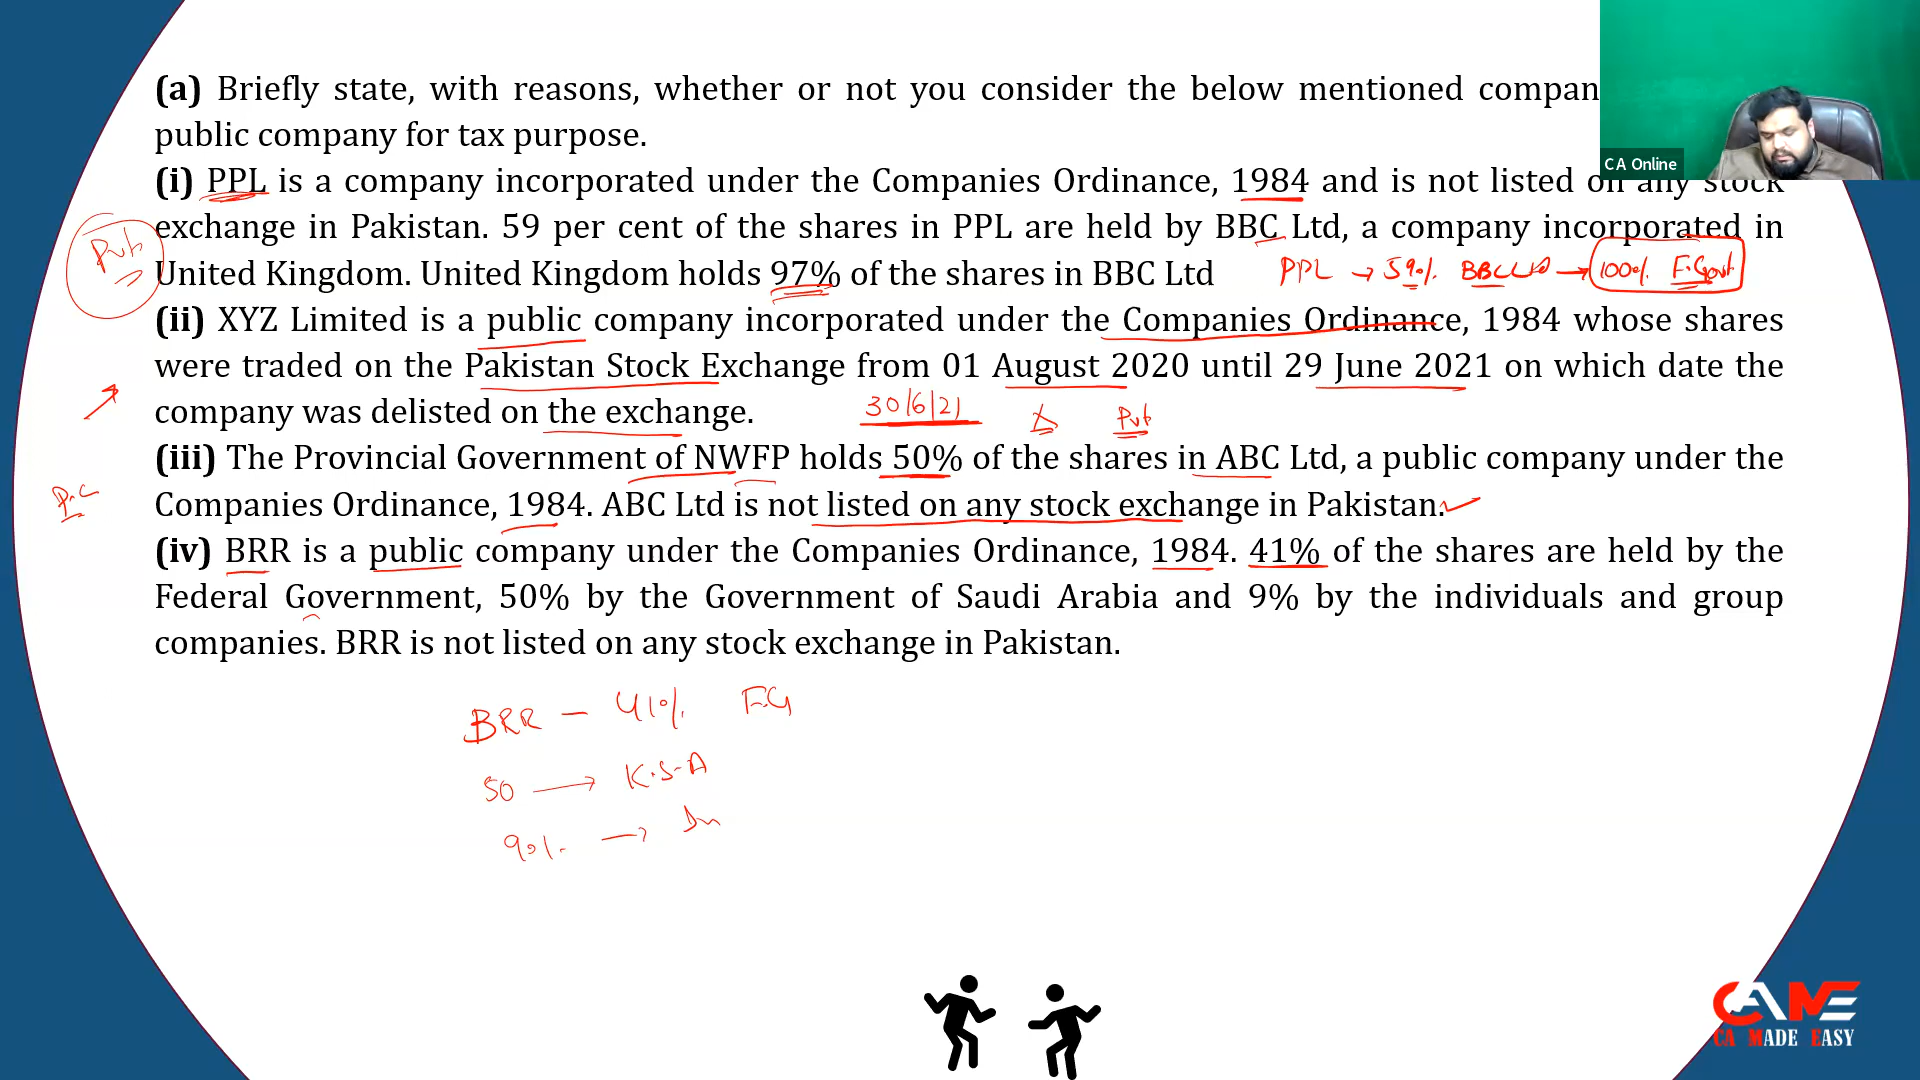 (a) Briefly state, with reasons, whether or not you consider the below mentioned compan
public company for tax purpose.
C A Online
(i) PPL is a company incorporated under the Companies Ordinance, 1984 and is not listed on any stock
exchange in Pakistan. 59 per cent of the shares in PPL are held by BBC Ltd, a company incorporated in
Pub
United Kingdom. United Kingdom holds 97% of the shares in BBC Ltd
PPL → 59% BBC Ltd → 100% F.Govt
(ii) XYZ Limited is a public company incorporated under the Companies Ordinance, 1984 whose shares
were traded on the Pakistan Stock Exchange from 01 August 2020 until 29 June 2021 on which date the
company was delisted on the exchange.
30/6/21 Pub
(iii) The Provincial Government of NWFP holds 50% of the shares in ABC Ltd, a public company under the
Companies Ordinance, 1984. ABC Ltd is not listed on any stock exchange in Pakistan.
(iv) BRR is a public company under the Companies Ordinance, 1984. 41% of the shares are held by the
Federal Government, 50% by the Government of Saudi Arabia and 9% by the individuals and group
companies. BRR is not listed on any stock exchange in Pakistan.
BRR – 41% F.G
50 → K.S.A
9% →
CAME
CA MADE EASY